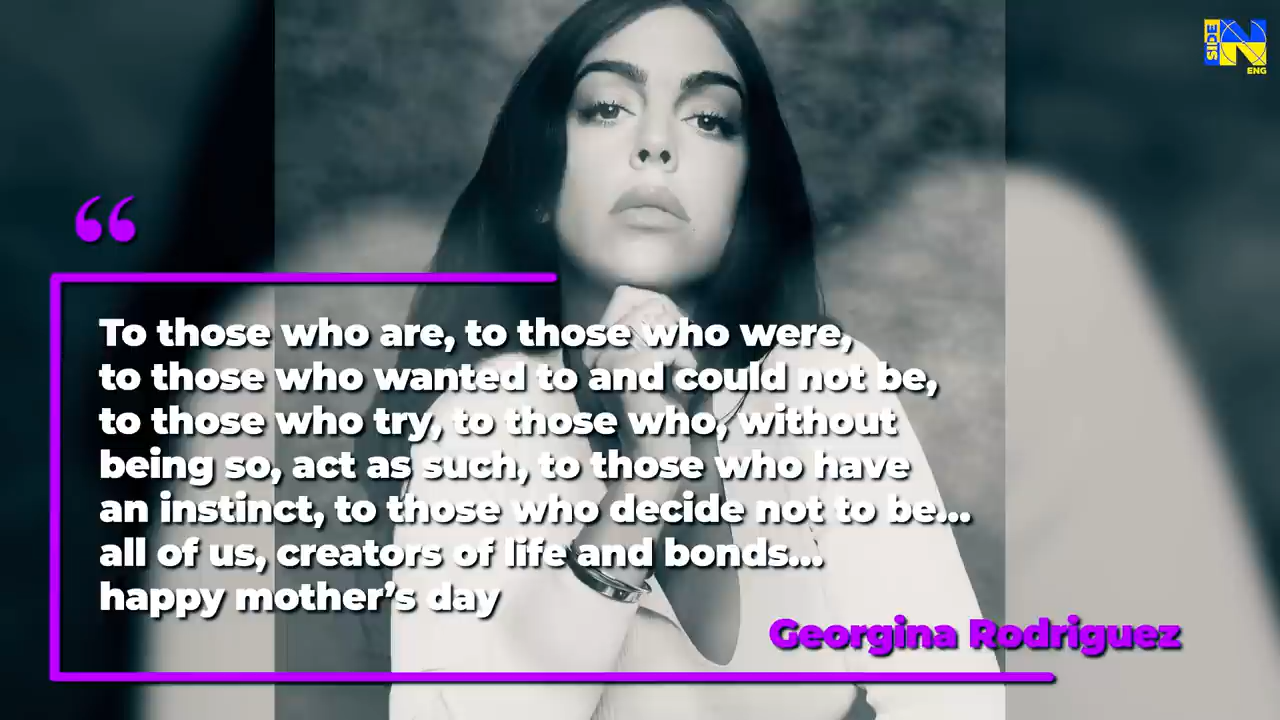 SIDE
N
ENG
“
To those who are, to those who were,
to those who wanted to and could not be,
to those who try, to those who, without
being so, act as such, to those who have
an instinct, to those who decide not to be...
all of us, creators of life and bonds...
happy mother’s day
Georgina Rodriguez